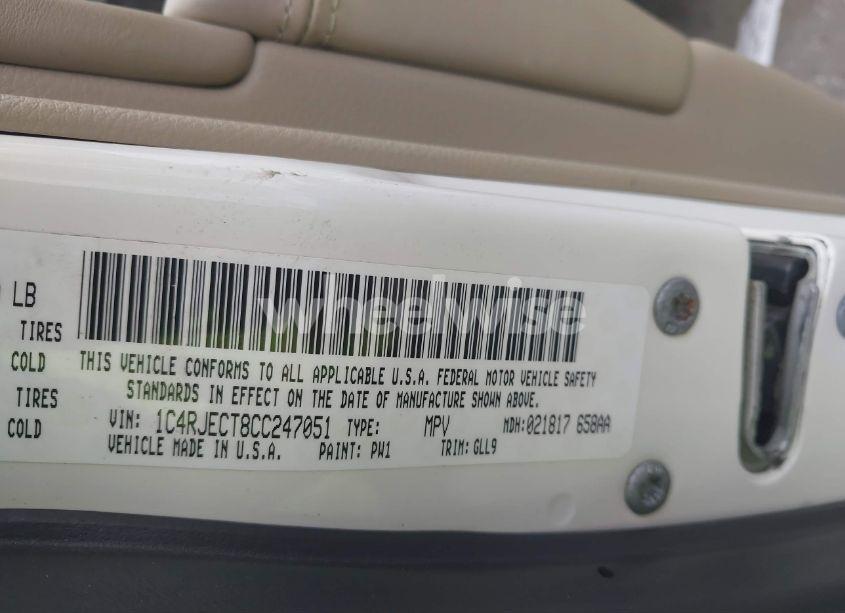 LB
TIRES
COLD
TIRES
COLD
wheelwise
THIS VEHICLE CONFORMS TO ALL APPLICABLE U.S.A. FEDERAL MOTOR VEHICLE SAFETY
STANDARDS IN EFFECT ON THE DATE OF MANUFACTURE SHOWN ABOVE.
VIN: 1C4RJECT8CC247051 TYPE: MPV MDH:021817 658AA
VEHICLE MADE IN U.S.A. PAINT: PW1 TRIM: GLL9